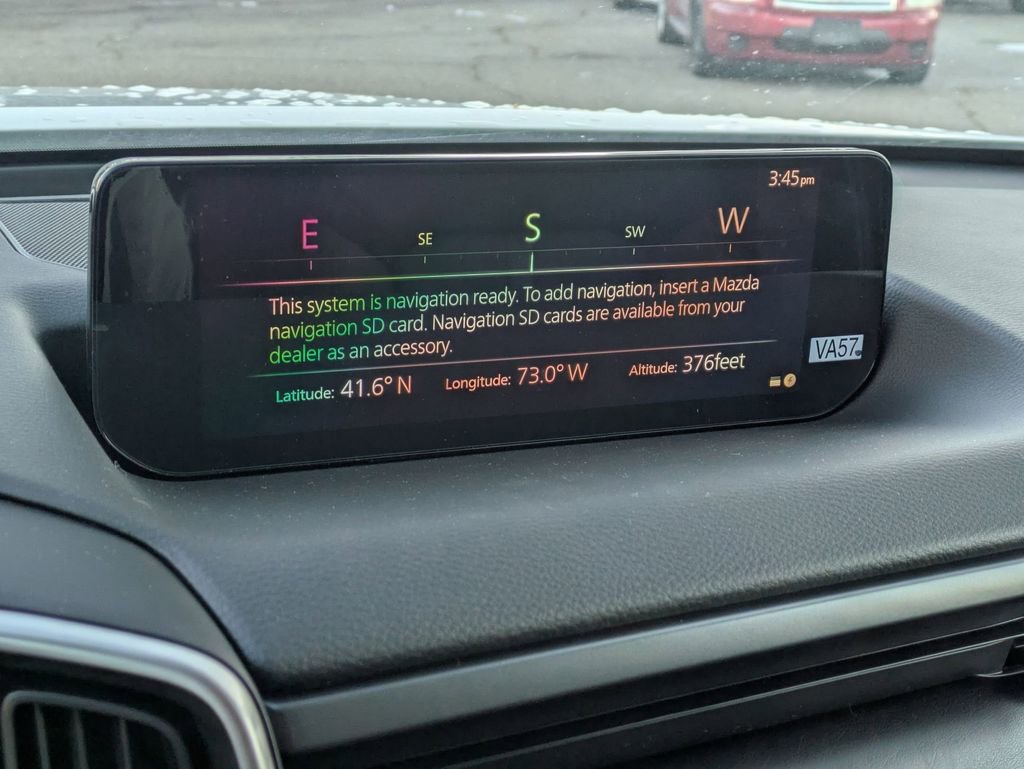 3:45pm
E SE S SW W
This system is navigation ready. To add navigation, insert a Mazda
navigation SD card. Navigation SD cards are available from your
dealer as an accessory.
VA57
Latitude: 41.6° N Longitude: 73.0° W Altitude: 376feet